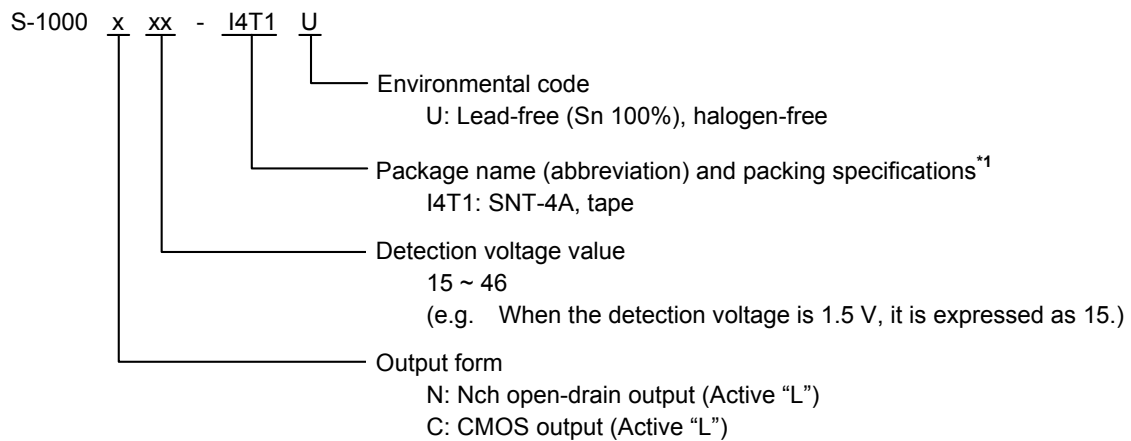 S-1000 x xx - I4T1 U
Environmental code
U: Lead-free (Sn 100%), halogen-free
Package name (abbreviation) and packing specifications*1
I4T1: SNT-4A, tape
Detection voltage value
15 ~ 46
(e.g. When the detection voltage is 1.5 V, it is expressed as 15.)
Output form
N: Nch open-drain output (Active “L”)
C: CMOS output (Active “L”)